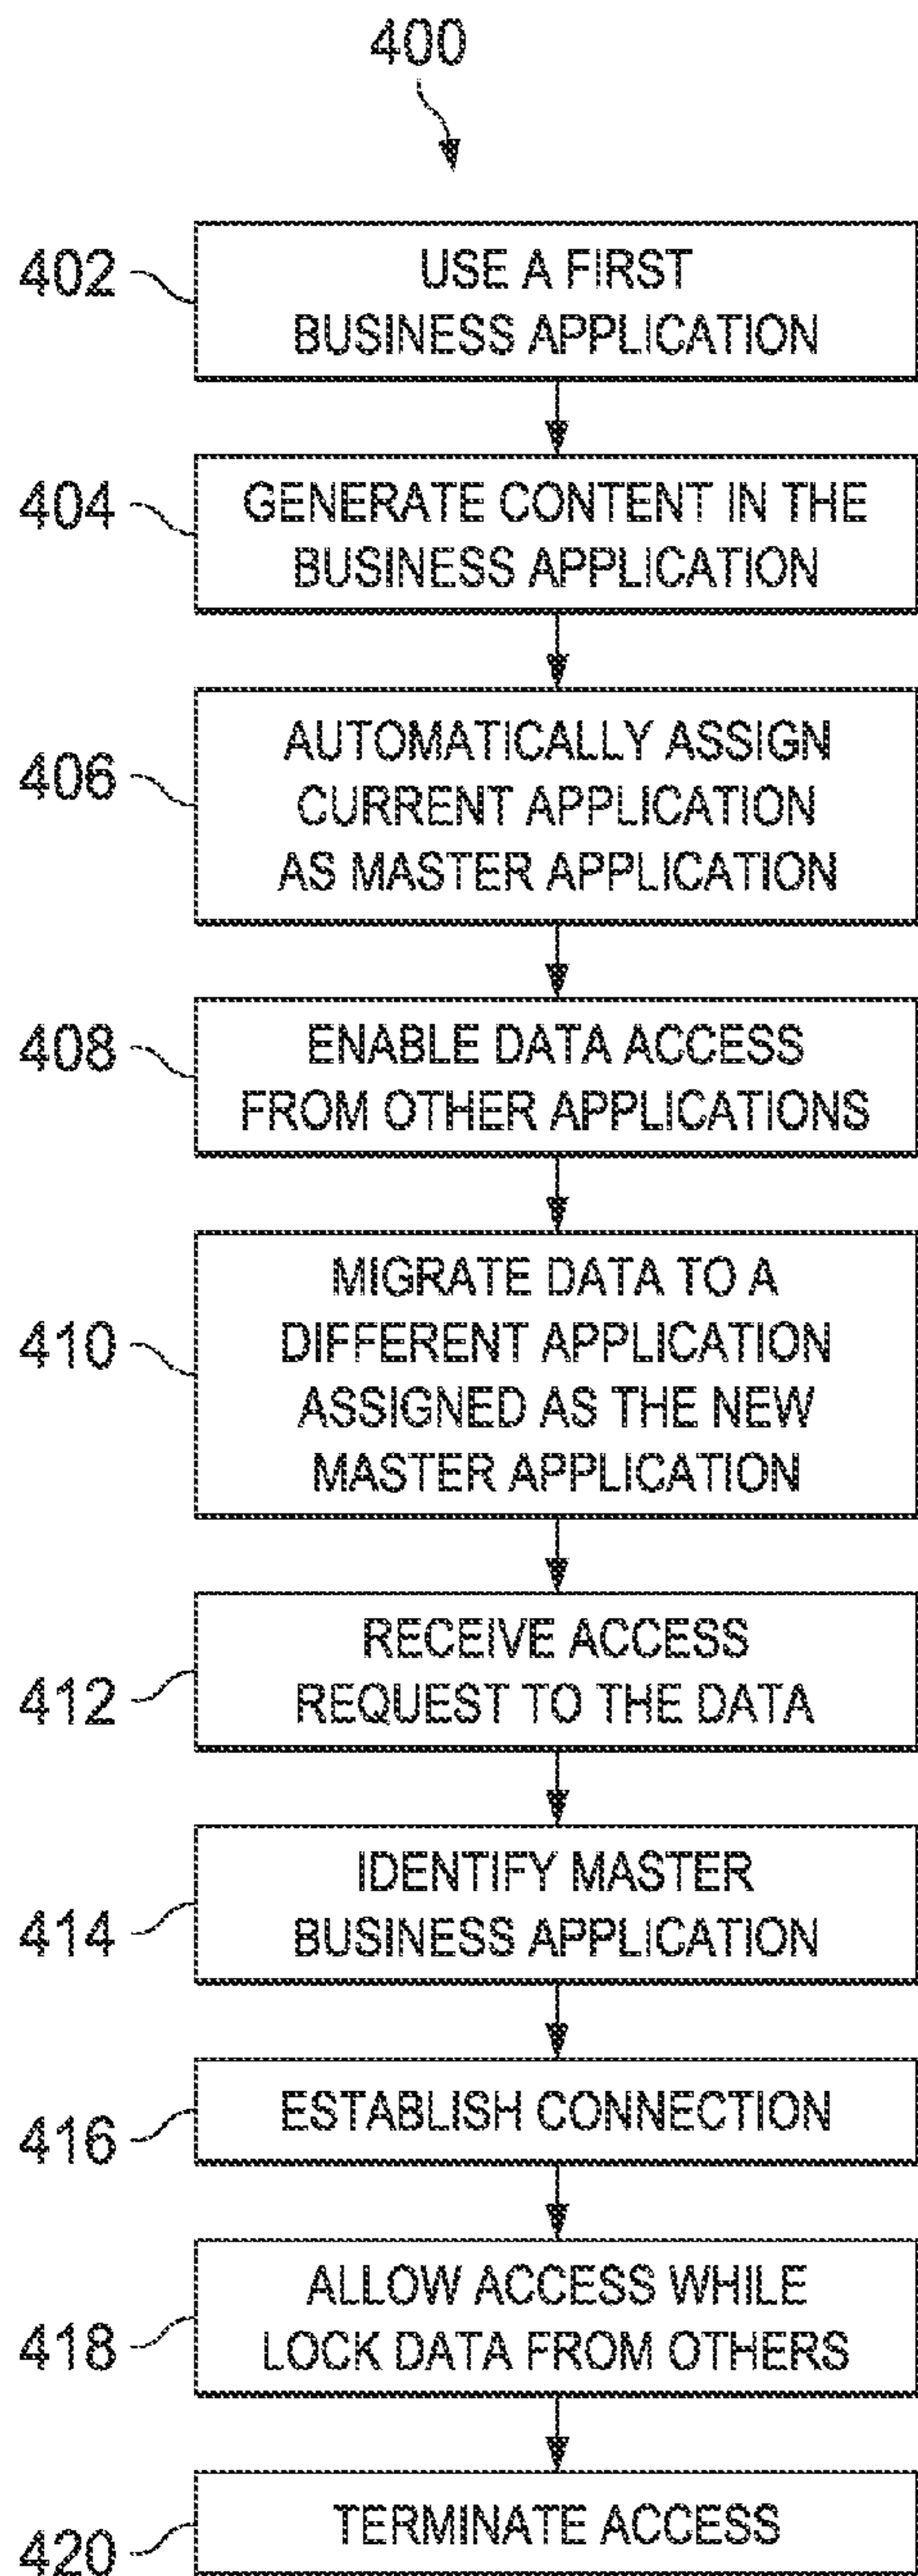 400
402
USE A FIRST
BUSINESS APPLICATION
404
GENERATE CONTENT IN THE
BUSINESS APPLICATION
406
AUTOMATICALLY ASSIGN
CURRENT APPLICATION
AS MASTER APPLICATION
408
ENABLE DATA ACCESS
FROM OTHER APPLICATIONS
410
MIGRATE DATA TO A
DIFFERENT APPLICATION
ASSIGNED AS THE NEW
MASTER APPLICATION
412
RECEIVE ACCESS
REQUEST TO THE DATA
414
IDENTIFY MASTER
BUSINESS APPLICATION
416
ESTABLISH CONNECTION
418
ALLOW ACCESS WHILE
LOCK DATA FROM OTHERS
420
TERMINATE ACCESS